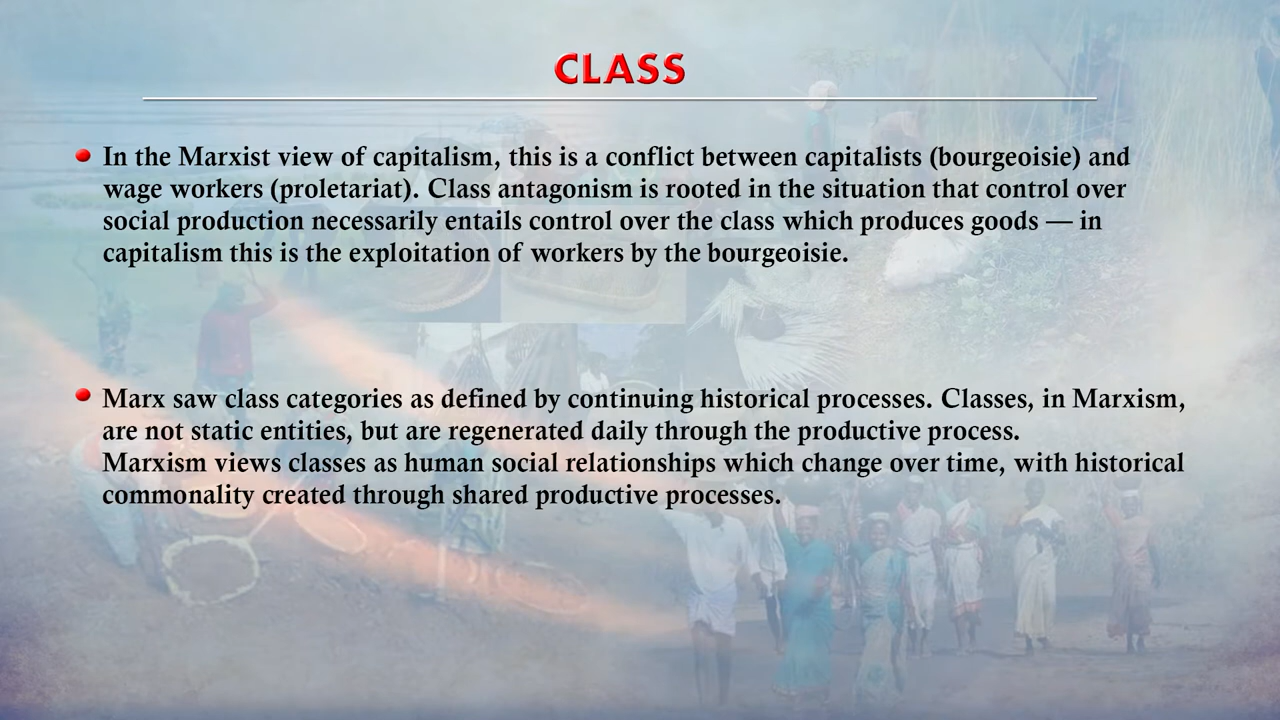 CLASS
In the Marxist view of capitalism, this is a conflict between capitalists (bourgeoisie) and
wage workers (proletariat). Class antagonism is rooted in the situation that control over
social production necessarily entails control over the class which produces goods — in
capitalism this is the exploitation of workers by the bourgeoisie.
Marx saw class categories as defined by continuing historical processes. Classes, in Marxism,
are not static entities, but are regenerated daily through the productive process.
Marxism views classes as human social relationships which change over time, with historical
commonality created through shared productive processes.